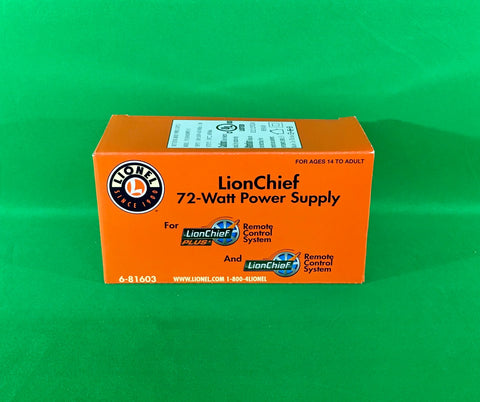 FOR AGES 14 TO ADULT
LIONEL
L
SINCE 1900
LionChief
72-Watt Power Supply
For
LionChief
PLUS
Remote
Control
System
And
LionChief
Remote
Control
System
6-81603
WWW.LIONEL.COM 1-800-4LIONEL